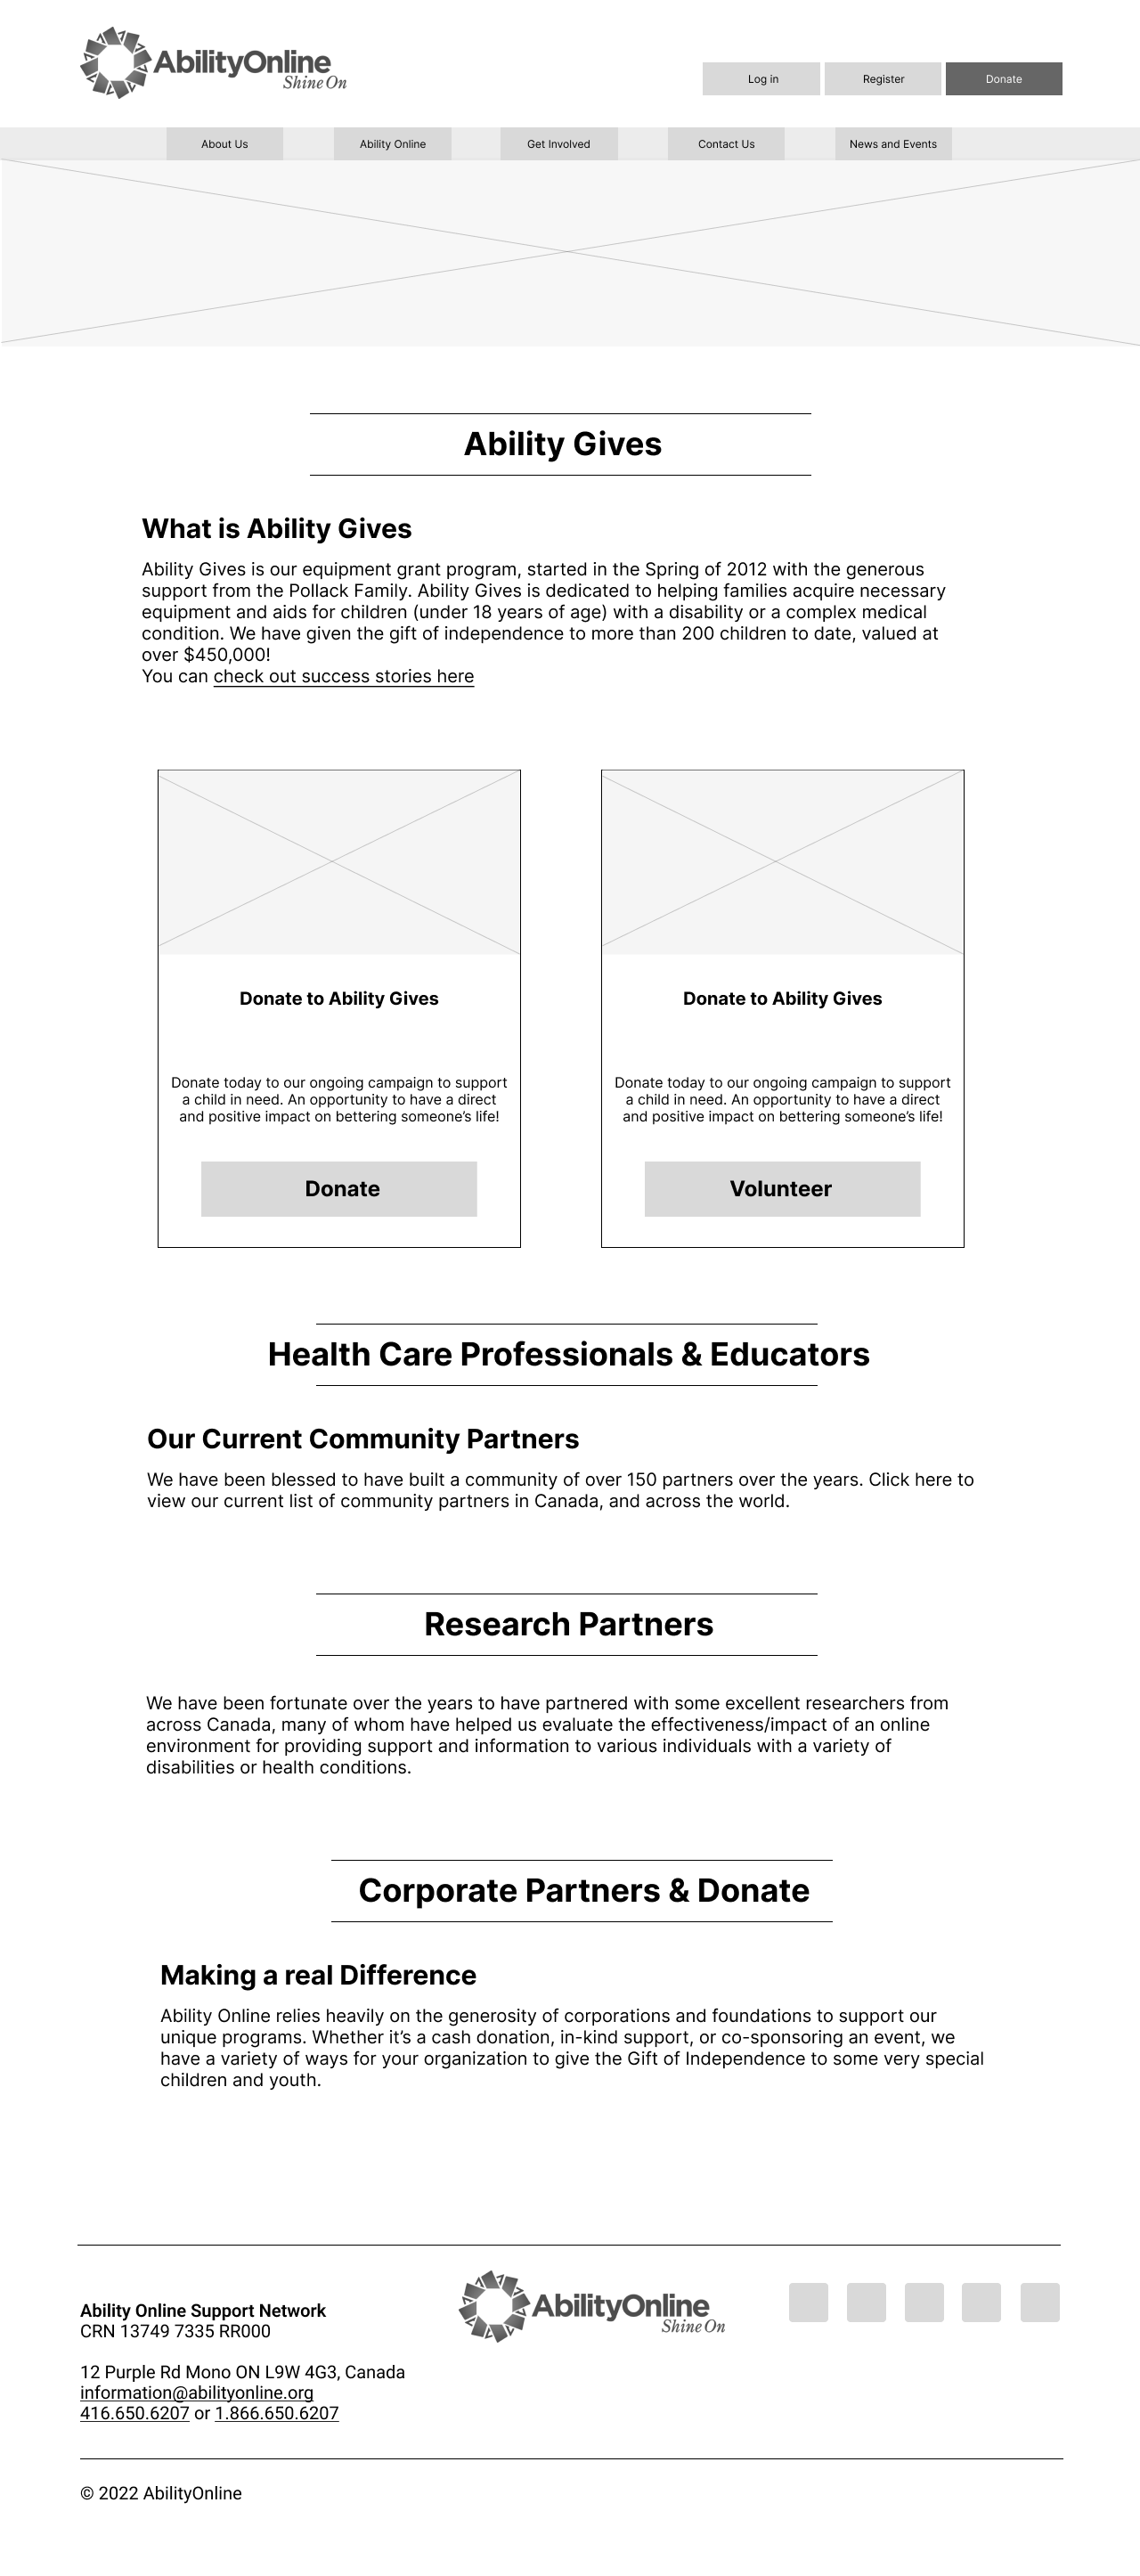 AbilityOnline
Shine On
Log in
Register
Donate
About Us
Ability Online
Get Involved
Contact Us
News and Events
Ability Gives
What is Ability Gives
Ability Gives is our equipment grant program, started in the Spring of 2012 with the generous
support from the Pollack Family. Ability Gives is dedicated to helping families acquire necessary
equipment and aids for children (under 18 years of age) with a disability or a complex medical
condition. We have given the gift of independence to more than 200 children to date, valued at
over $450,000!
You can check out success stories here
Donate to Ability Gives
Donate today to our ongoing campaign to support
a child in need. An opportunity to have a direct
and positive impact on bettering someone’s life!
Donate
Donate to Ability Gives
Donate today to our ongoing campaign to support
a child in need. An opportunity to have a direct
and positive impact on bettering someone’s life!
Volunteer
Health Care Professionals & Educators
Our Current Community Partners
We have been blessed to have built a community of over 150 partners over the years. Click here to
view our current list of community partners in Canada, and across the world.
Research Partners
We have been fortunate over the years to have partnered with some excellent researchers from
across Canada, many of whom have helped us evaluate the effectiveness/impact of an online
environment for providing support and information to various individuals with a variety of
disabilities or health conditions.
Corporate Partners & Donate
Making a real Difference
Ability Online relies heavily on the generosity of corporations and foundations to support our
unique programs. Whether it’s a cash donation, in-kind support, or co-sponsoring an event, we
have a variety of ways for your organization to give the Gift of Independence to some very special
children and youth.
Ability Online Support Network
CRN 13749 7335 RR000
12 Purple Rd Mono ON L9W 4G3, Canada
information@abilityonline.org
416.650.6207 or 1.866.650.6207
AbilityOnline
Shine On
© 2022 AbilityOnline